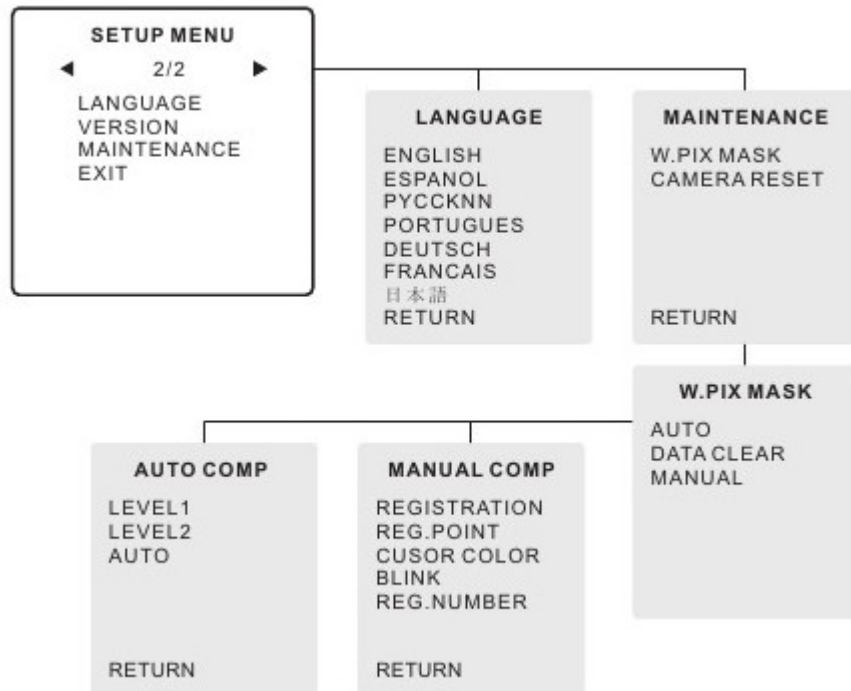 SETUP MENU
2/2
LANGUAGE
VERSION
MAINTENANCE
EXIT
LANGUAGE
ENGLISH
ESPANOL
PYCCKNN
PORTUGUES
DEUTSCH
FRANCAIS
日本語
RETURN
MAINTENANCE
W.PIX MASK
CAMERA RESET
RETURN
W.PIX MASK
AUTO
DATA CLEAR
MANUAL
AUTO COMP
LEVEL1
LEVEL2
AUTO
RETURN
MANUAL COMP
REGISTRATION
REG.POINT
CUSOR COLOR
BLINK
REG.NUMBER
RETURN